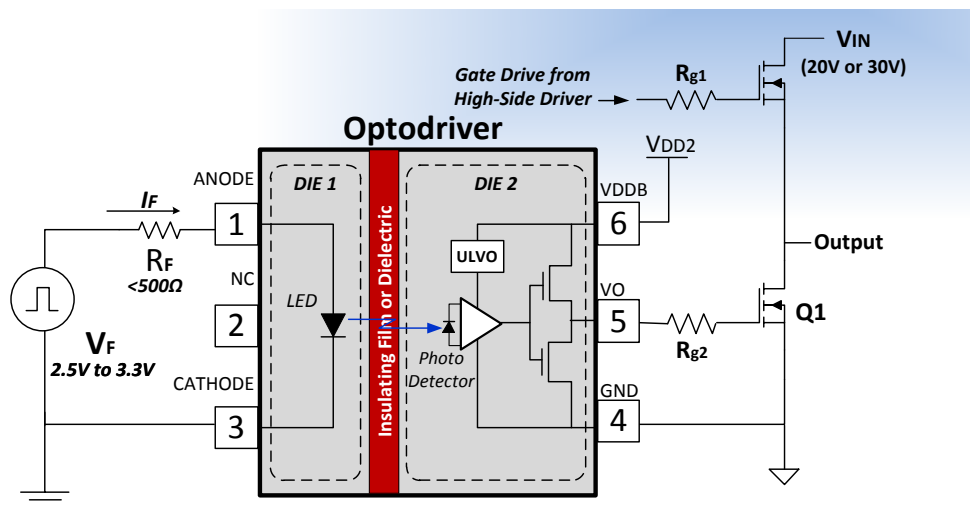 VIN
(20V or 30V)
Rg1
Gate Drive from
High-Side Driver
Optodriver
VDD2
ANODE
DIE 1
DIE 2
VDDB
IF
1
6
RF
<500Ω
Insulating Film or Dielectric
ULVO
Output
NC
LED
VO
2
5
Q1
VF
2.5V to 3.3V
Photo
Detector
Rg2
CATHODE
GND
3
4